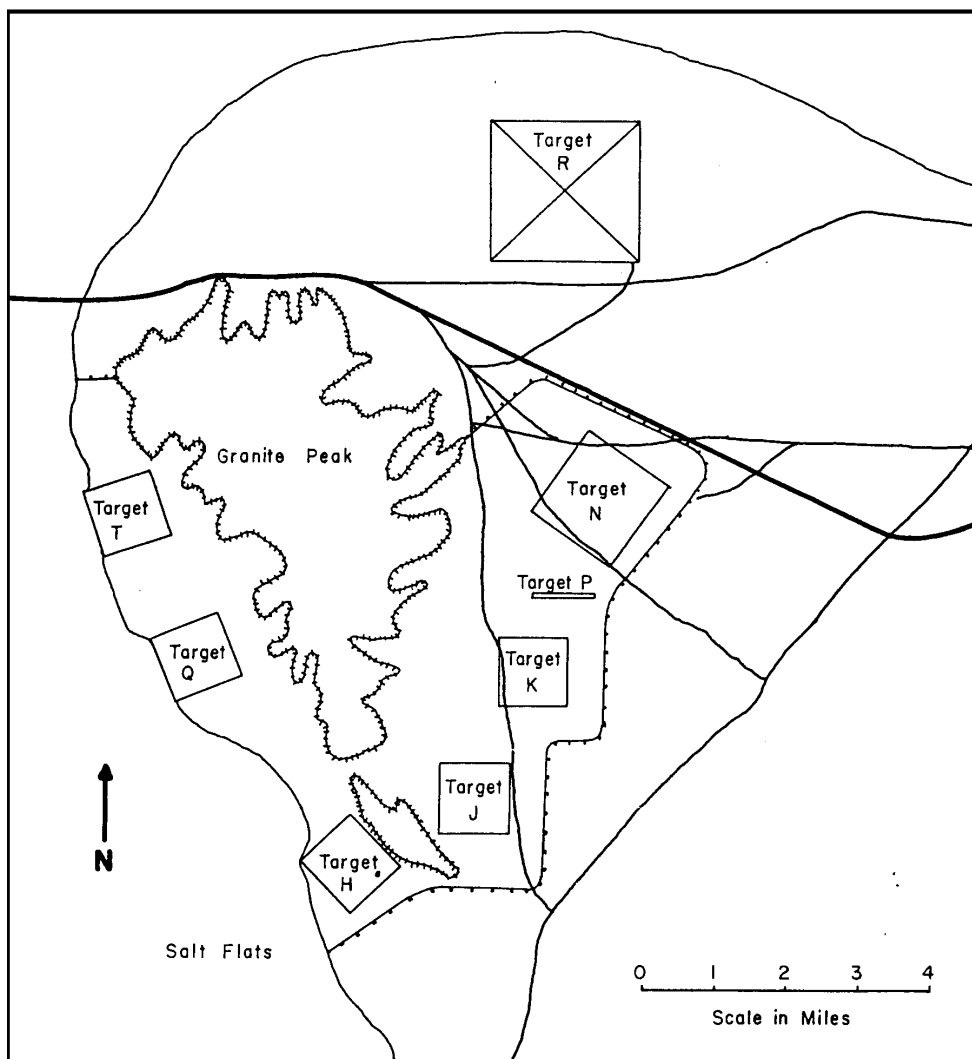 Target
R
Granite Peak
Target
T
Target
N
Target P
Target
Q
Target
K
Target
J
Target
H
N
Salt Flats
0 1 2 3 4
Scale in Miles